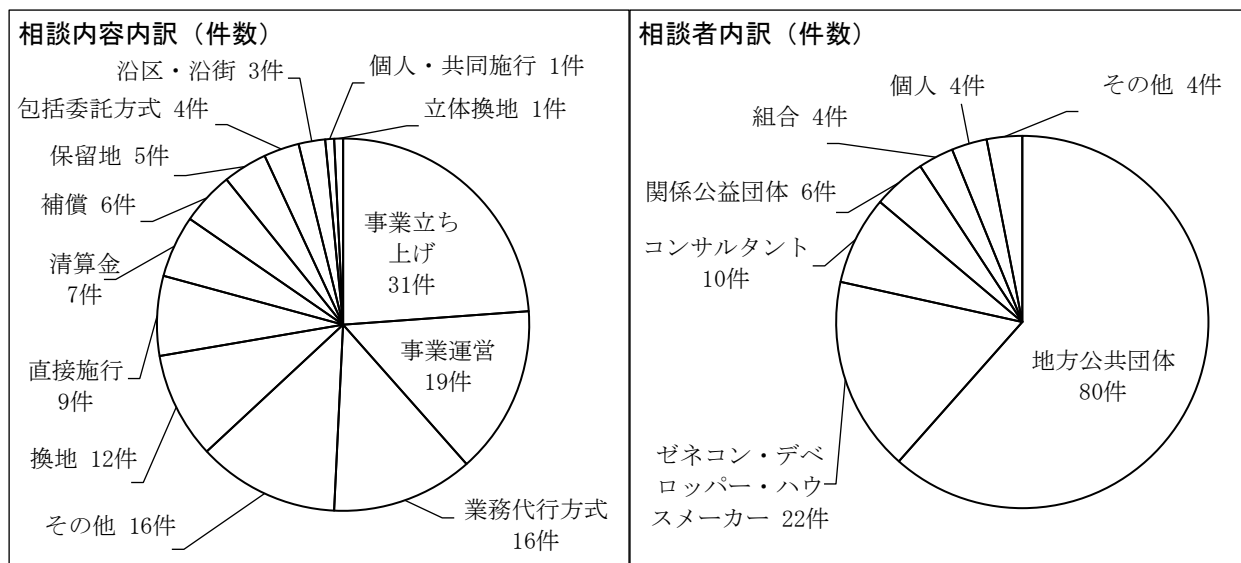 相談内容内訳（件数）
沿区・沿街 3件
個人・共同施行 1件
包括委託方式 4件
立体換地 1件
保留地 5件
補償 6件
清算金
7件
直接施行
9件
換地 12件
その他 16件
業務代行方式
16件
事業立ち
上げ
31件
事業運営
19件
相談者内訳（件数）
個人 4件
その他 4件
組合 4件
関係公益団体 6件
コンサルタント
10件
ゼネコン・デベ
ロッパー・ハウ
スメーカー 22件
地方公共団体
80件